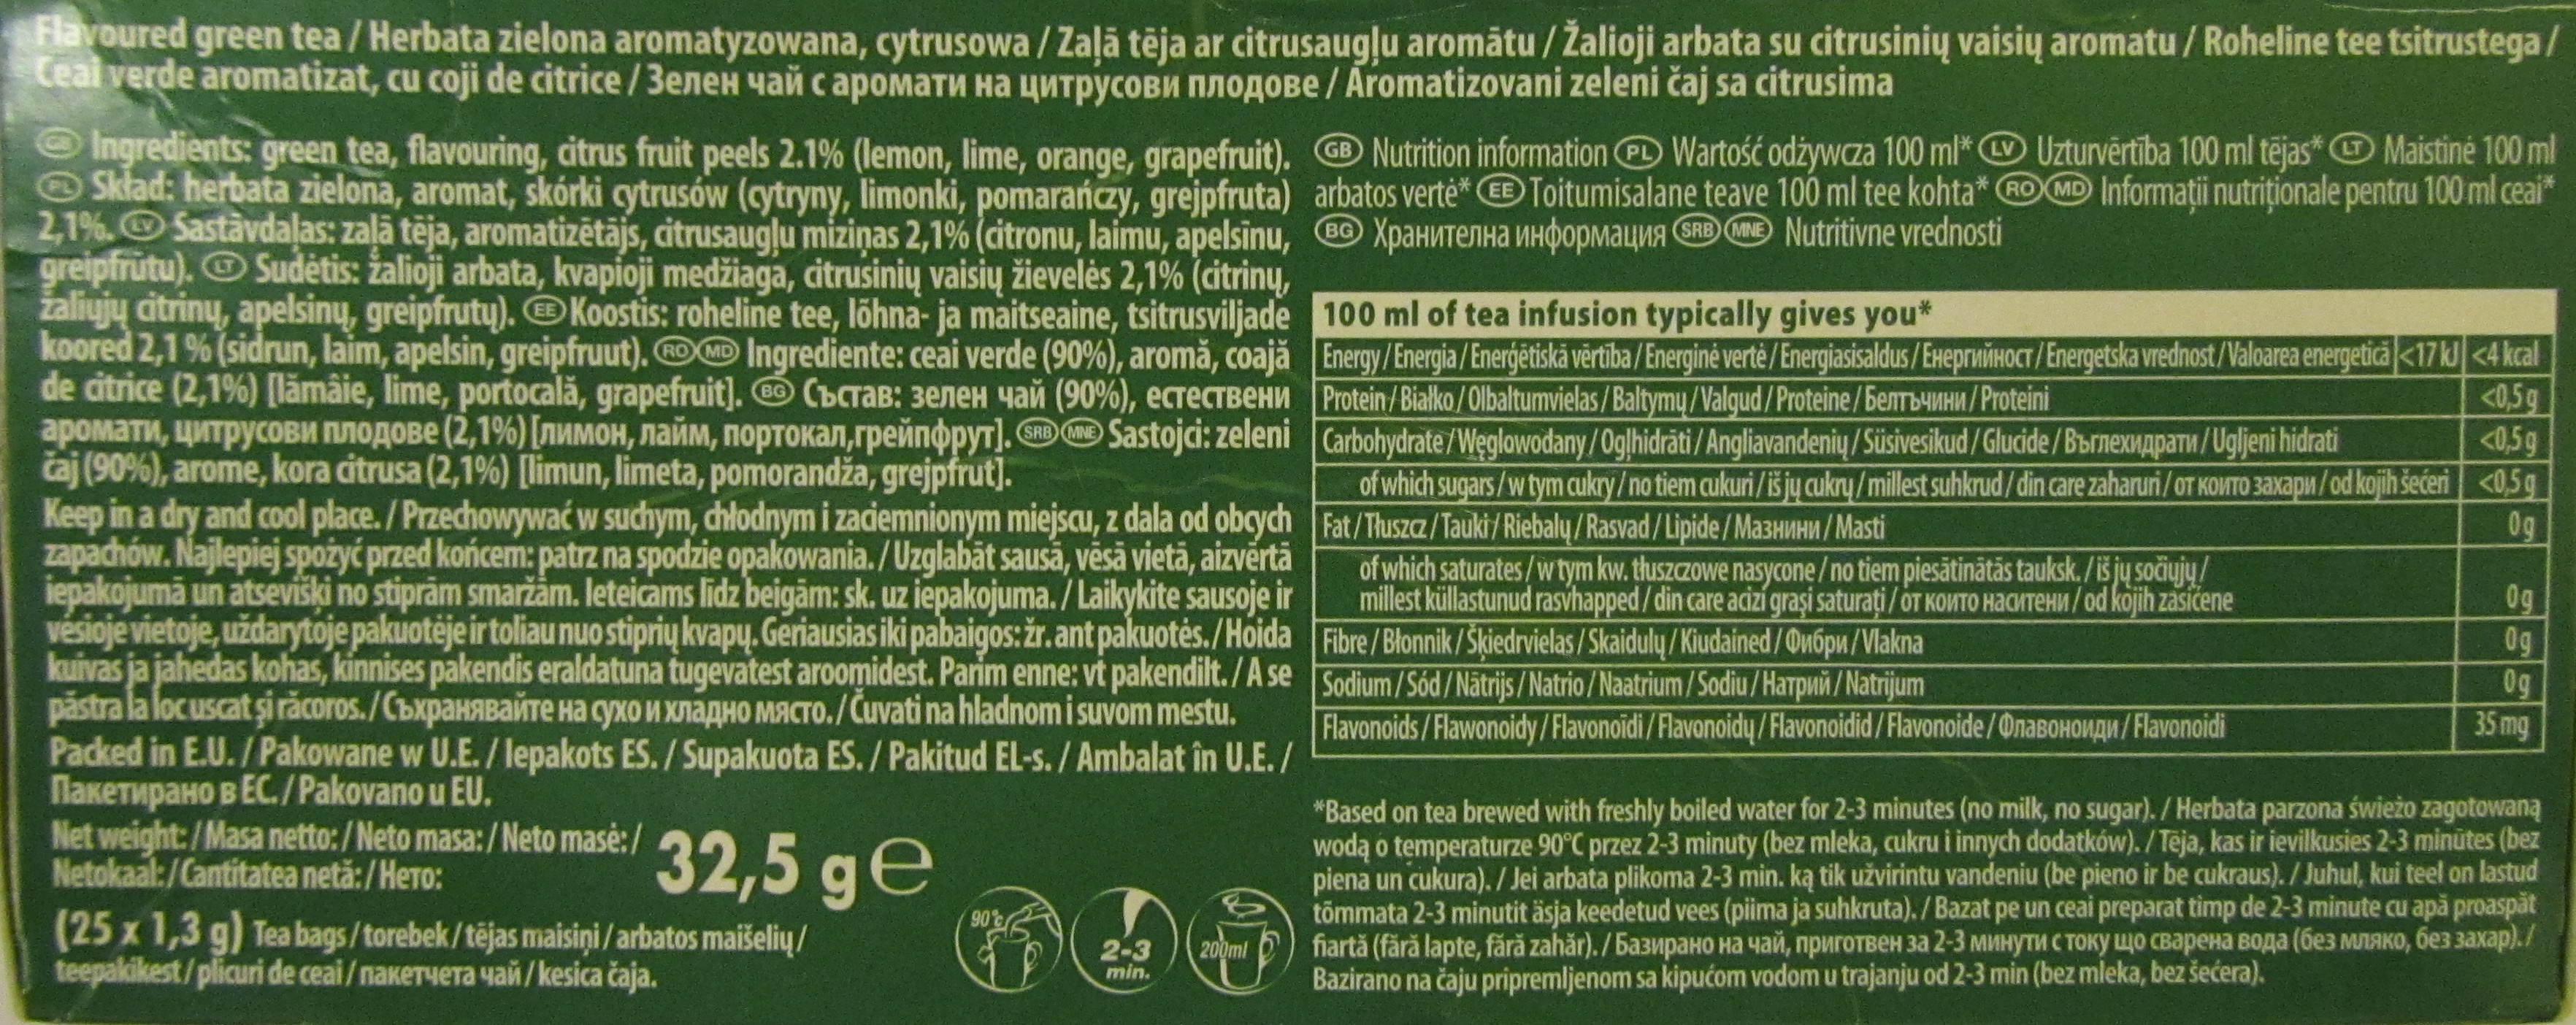 Flavoured green tea / Herbata zielona aromatyzowana, cytrusowa / Zaļā tēja ar citrusaugļu aromātu / Žalioji arbata su citrusinių vaisių aromatu / Roheline tee tsitrustega /
Ceai verde aromatizat, cu coji de citrice / Зелен чай с аромати на цитрусови плодове / Aromatizovani zeleni čaj sa citrusima
GB Ingredients: green tea, flavouring, citrus fruit peels 2.1% (lemon, lime, orange, grapefruit).
PL Skład: herbata zielona, aromat, skórki cytrusów (cytryny, limonki, pomarańczy, grejpfruta)
2,1%. LV Sastāvdaļas: zaļā tēja, aromatizētājs, citrusaugļu miziņas 2,1% (citronu, laimu, apelsīnu,
greipfrūtu). LT Sudėtis: žalioji arbata, kvapioji medžiaga, citrusinių vaisių žievelės 2,1% (citrinų,
žaliųjų citrinų, apelsinų, greipfrutų). EE Koostis: roheline tee, lõhna- ja maitseaine, tsitrusviljade
koored 2,1 % (sidrun, laim, apelsin, greipfruut). RO MD Ingrediente: ceai verde (90%), aromă, coajă
de citrice (2,1%) [lămâie, lime, portocală, grapefruit]. BG Състав: зелен чай (90%), естествени
аромати, цитрусови плодове (2,1%) [лимон, лайм, портокал,грейпфрут]. SRB MNE Sastojci: zeleni
čaj (90%), arome, kora citrusa (2,1%) [limun, limeta, pomorandža, grejpfrut].
Keep in a dry and cool place. / Przechowywać w suchym, chłodnym i zaciemnionym miejscu, z dala od obcych
zapachów. Najlepiej spożyć przed końcem: patrz na spodzie opakowania. / Uzglabāt sausā, vēsā vietā, aizvērtā
iepakojumā un atsevišķi no stiprām smaržām. Ieteicams līdz beigām: sk. uz iepakojuma. / Laikykite sausoje ir
vėsioje vietoje, uždarytoje pakuotėje ir toliau nuo stiprių kvapų. Geriausias iki pabaigos: žr. ant pakuotės. / Hoida
kuivas ja jahedas kohas, kinnises pakendis eraldatuna tugevatest aroomidest. Parim enne: vt pakendilt. / A se
păstra la loc uscat și răcoros. / Съхранявайте на сухо и хладно място. / Čuvati na hladnom i suvom mestu.
Packed in E.U. / Pakowane w U.E. / Iepakots ES. / Supakuota ES. / Pakitud EL-s. / Ambalat în U.E. /
Пакетирано в ЕС. / Pakovano u EU.
Net weight: / Masa netto: / Neto masa: / Neto masė: /
Netokaal: / Cantitatea netă: / Нето:
32,5 g e
(25 x 1,3 g) Tea bags / torebek / tējas maisiņi / arbatos maišelių /
teepakikest / plicuri de ceai / пакетчета чай / kesica čaja.
90°c
2-3
min.
200ml
GB Nutrition information PL Wartość odżywcza 100 ml* LV Uzturvērtība 100 ml tējas* LT Maistinė 100 ml
arbatos vertė* EE Toitumisalane teave 100 ml tee kohta* RO MD Informații nutriționale pentru 100 ml ceai*
BG Хранителна информация SRB MNE Nutritivne vrednosti
100 ml of tea infusion typically gives you*
Energy / Energia / Enerģētiskā vērtība / Energinė vertė / Energiasisaldus / Енергийност / Energetska vrednost / Valoarea energetică <17 kJ <4 kcal
Protein / Białko / Olbaltumvielas / Baltymų / Valgud / Proteine / Белтъчини / Proteini <0,5 g
Carbohydrate / Węglowodany / Ogļhidrāti / Angliavandenių / Süsivesikud / Glucide / Въглехидрати / Ugljeni hidrati <0,5 g
of which sugars / w tym cukry / no tiem cukuri / iš jų cukrų / millest suhkrud / din care zaharuri / от които захари / od kojih šećeri <0,5 g
Fat / Tłuszcz / Tauki / Riebalų / Rasvad / Lipide / Мазнини / Masti 0 g
of which saturates / w tym kw. tłuszczowe nasycone / no tiem piesātinātās tauksk. / iš jų sočiųjų /
millest küllastunud rasvhapped / din care acizi grași saturați / от които наситени / od kojih zasićene 0 g
Fibre / Błonnik / Šķiedrvielas / Skaidulų / Kiudained / Фибри / Vlakna 0 g
Sodium / Sód / Nātrijs / Natrio / Naatrium / Sodiu / Натрий / Natrijum 0 g
Flavonoids / Flawonoidy / Flavonoīdi / Flavonoidų / Flavonoidid / Flavonoide / Флавоноиди / Flavonoidi 35 mg
*Based on tea brewed with freshly boiled water for 2-3 minutes (no milk, no sugar). / Herbata parzona świeżo zagotowaną
wodą o temperaturze 90°C przez 2-3 minuty (bez mleka, cukru i innych dodatków). / Tēja, kas ir ievilkusies 2-3 minūtes (bez
piena un cukura). / Jei arbata plikoma 2-3 min. ką tik užvirintu vandeniu (be pieno ir be cukraus). / Juhul, kui teel on lastud
tõmmata 2-3 minutit äsja keedetud vees (piima ja suhkruta). / Bazat pe un ceai preparat timp de 2-3 minute cu apă proaspăt
fiartă (fără lapte, fără zahăr). / Базирано на чай, приготвен за 2-3 минути с току що сварена вода (без мляко, без захар). /
Bazirano na čaju pripremljenom sa kipućom vodom u trajanju od 2-3 min (bez mleka, bez šećera).